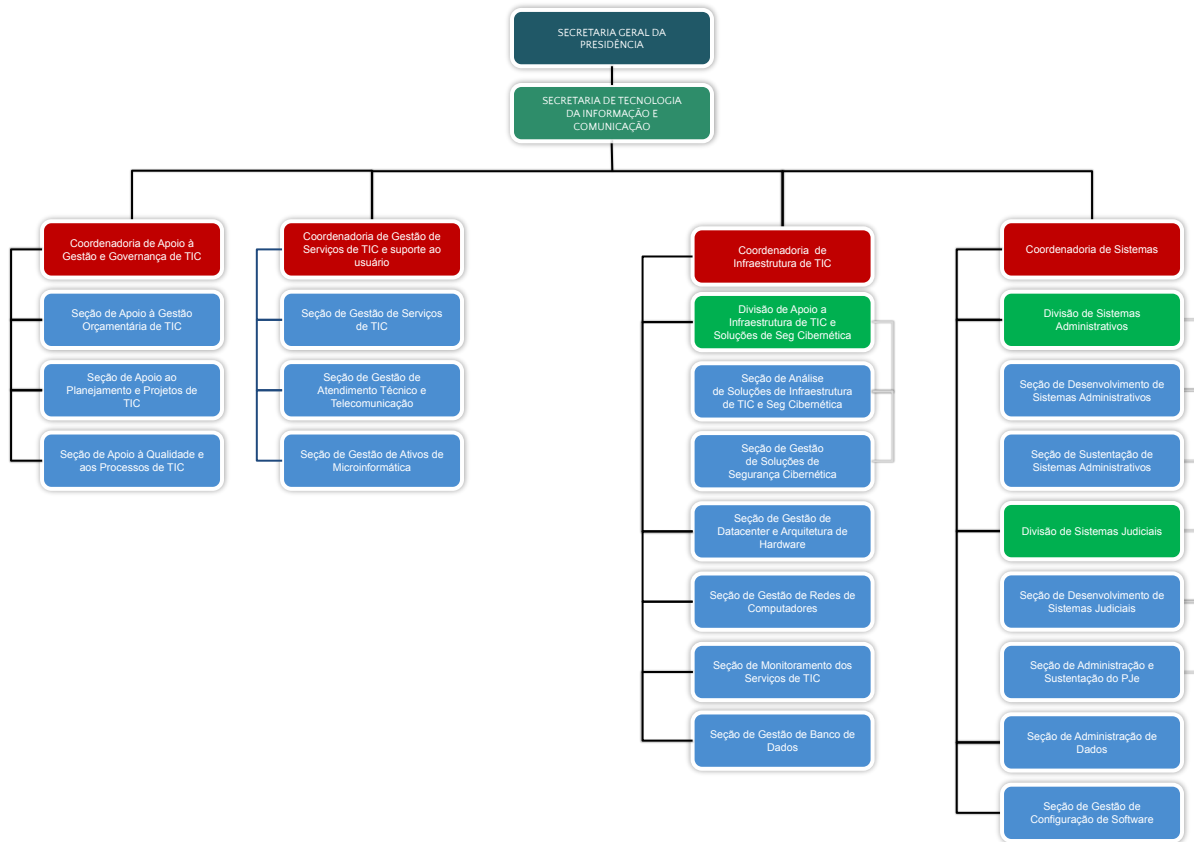 SECRETARIA GERAL DA
PRESIDÊNCIA
SECRETARIA DE TECNOLOGIA
DA INFORMAÇÃO E
COMUNICAÇÃO
Coordenadoria de Apoio à
Gestão e Governança de TIC
Seção de Apoio à Gestão
Orçamentária de TIC
Seção de Apoio ao
Planejamento e Projetos de
TIC
Seção de Apoio à Qualidade e
aos Processos de TIC
Coordenadoria de Gestão de
Serviços de TIC e suporte ao
usuário
Seção de Gestão de Serviços
de TIC
Seção de Gestão de
Atendimento Técnico e
Telecomunicação
Seção de Gestão de Ativos de
Microinformática
Coordenadoria de
Infraestrutura de TIC
Divisão de Apoio a
Infraestrutura de TIC e
Soluções de Seg Cibernética
Seção de Análise
de Soluções de Infraestrutura
de TIC e Seg Cibernética
Seção de Gestão
de Soluções de
Segurança Cibernética
Seção de Gestão de
Datacenter e Arquitetura de
Hardware
Seção de Gestão de Redes de
Computadores
Seção de Monitoramento dos
Serviços de TIC
Seção de Gestão de Banco de
Dados
Coordenadoria de Sistemas
Divisão de Sistemas
Administrativos
Seção de Desenvolvimento de
Sistemas Administrativos
Seção de Sustentação de
Sistemas Administrativos
Divisão de Sistemas Judiciais
Seção de Desenvolvimento de
Sistemas Judiciais
Seção de Administração e
Sustentação do PJe
Seção de Administração de
Dados
Seção de Gestão de
Configuração de Software